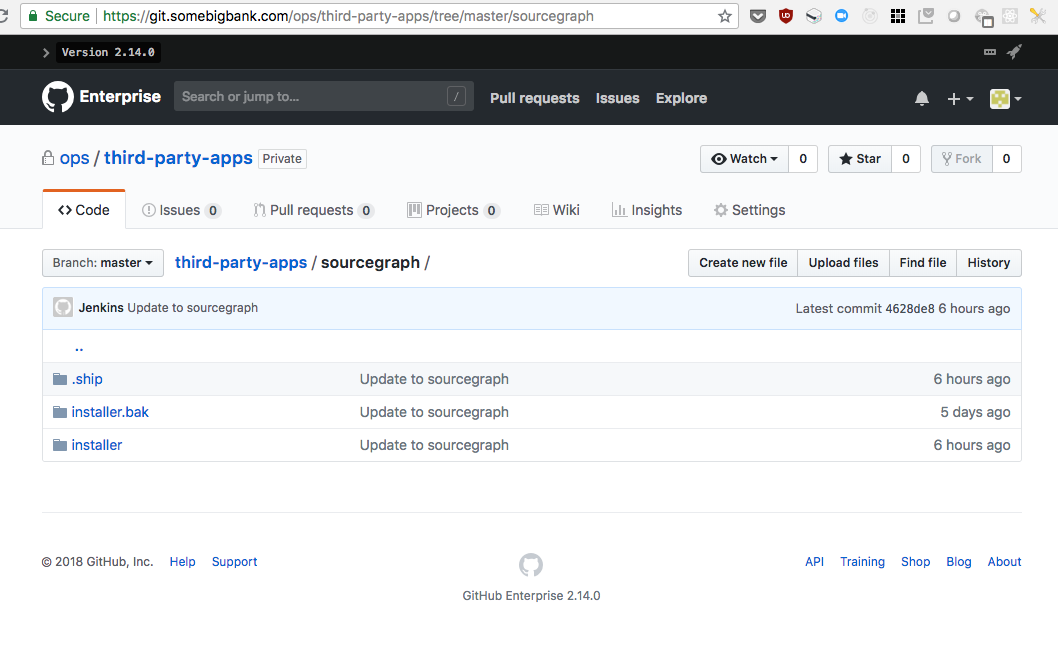 Secure https://git.somebigbank.com/ops/third-party-apps/tree/master/sourcegraph
Version 2.14.0
Enterprise Search or jump to... / Pull requests Issues Explore
ops / third-party-apps Private Watch 0 Star 0 Fork 0
Code Issues 0 Pull requests 0 Projects 0 Wiki Insights Settings
Branch: master third-party-apps / sourcegraph / Create new file Upload files Find file History
Jenkins Update to sourcegraph Latest commit 4628de8 6 hours ago
..
.ship Update to sourcegraph 6 hours ago
installer.bak Update to sourcegraph 5 days ago
installer Update to sourcegraph 6 hours ago
© 2018 GitHub, Inc. Help Support API Training Shop Blog About
GitHub Enterprise 2.14.0